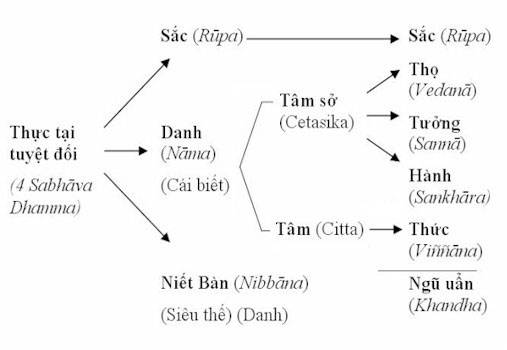 Thực tại
tuyệt đối
(4 Sabhāva
Dhamma)
Sắc (Rūpa)
Danh
(Nāma)
(Cái biết)
Niết Bàn (Nibbāna)
(Siêu thế) (Danh)
Tâm sở
(Cetasika)
Tâm (Citta)
Sắc (Rūpa)
Thọ
(Vedanā)
Tưởng
(Sannā)
Hành
(Sankhāra)
Thức
(Viññāna)
Ngũ uẩn
(Khandha)